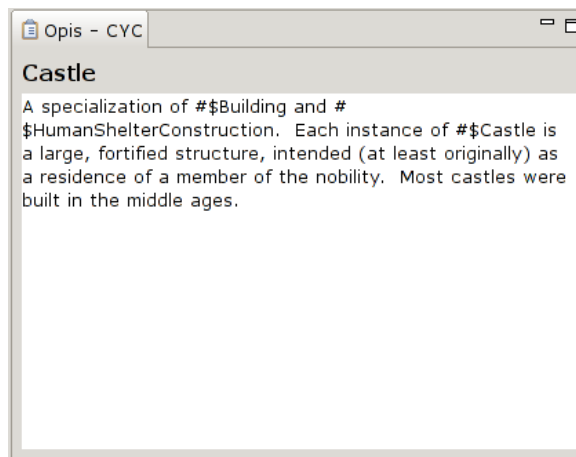 Opis - CYC
Castle
A specialization of #$Building and #
$HumanShelterConstruction.  Each instance of #$Castle is
a large, fortified structure, intended (at least originally) as
a residence of a member of the nobility.  Most castles were
built in the middle ages.